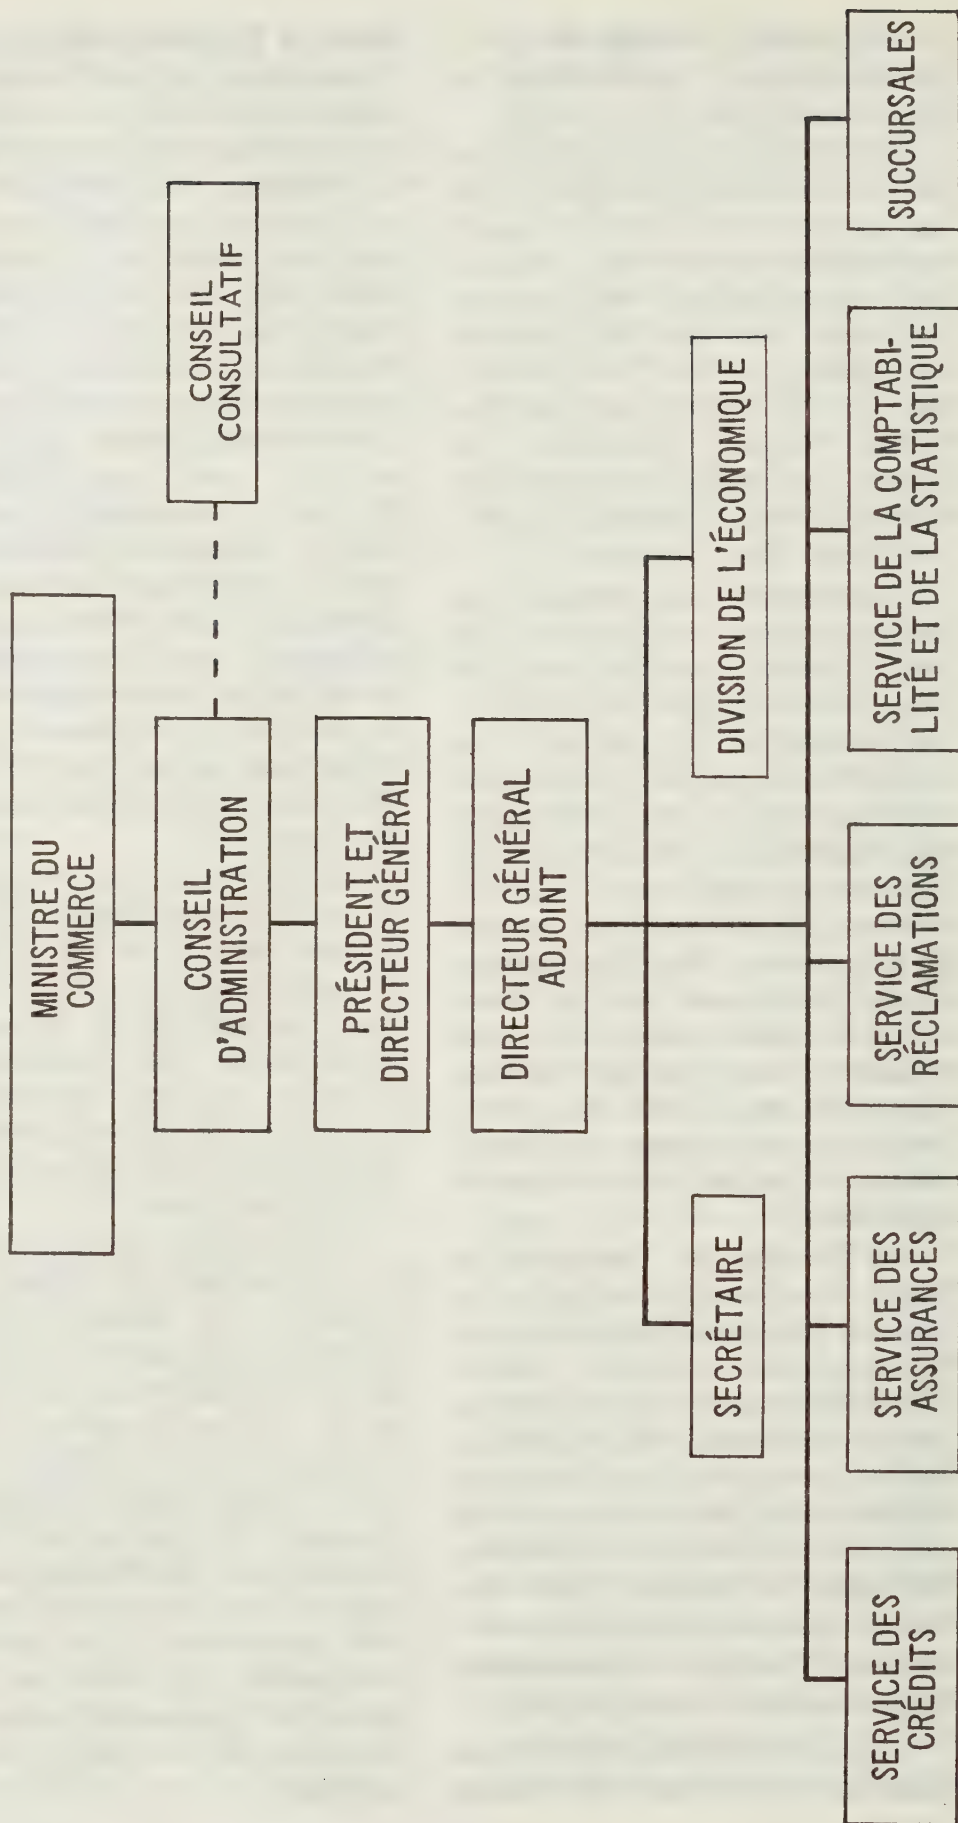 MINISTRE DU
COMMERCE
CONSEIL
D'ADMINISTRATION
CONSEIL
CONSULTATIF
PRÉSIDENT ET
DIRECTEUR GÉNÉRAL
DIRECTEUR GÉNÉRAL
ADJOINT
SECRÉTAIRE
DIVISION DE L'ÉCONOMIQUE
SERVICE DES
CRÉDITS
SERVICE DES
ASSURANCES
SERVICE DES
RÉCLAMATIONS
SERVICE DE LA COMPTABI-
LITÉ ET DE LA STATISTIQUE
SUCCURSALES